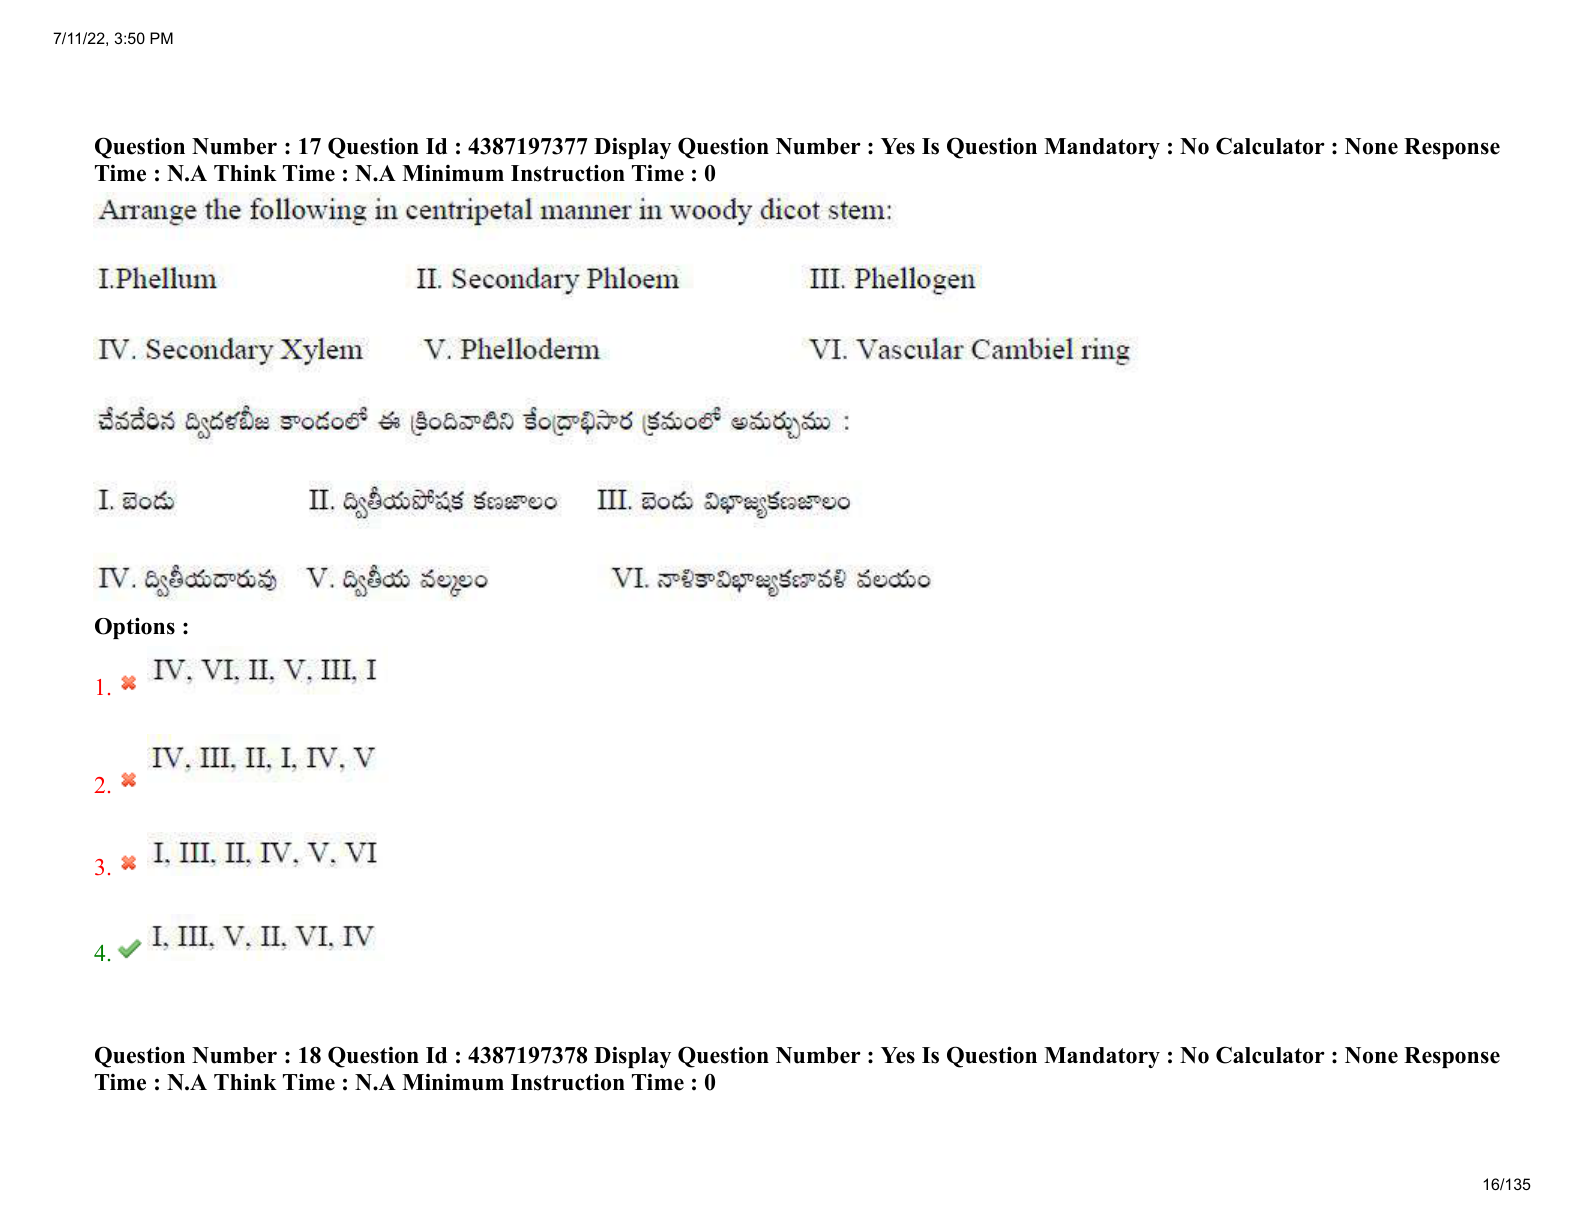 7/11/22, 3:50 PM
Question Number : 17 Question Id : 4387197377 Display Question Number : Yes Is Question Mandatory : No Calculator : None Response
Time : N.A Think Time : N.A Minimum Instruction Time : 0
Arrange the following in centripetal manner in woody dicot stem:
I.Phellum II. Secondary Phloem III. Phellogen
IV. Secondary Xylem V. Phelloderm VI. Vascular Cambiel ring
చేవదేరిన ద్విదళబీజ కాండంలో ఈ క్రిందివాటిని కేంద్రాభిసార క్రమంలో అమర్చుము :
I. బెండు II. ద్వితీయపోషక కణజాలం III. బెండు విభాజ్యకణజాలం
IV. ద్వితీయదారువు V. ద్వితీయ వల్కలం VI. నాళికావిభాజ్యకణావళి వలయం
Options :
1. IV, VI, II, V, III, I
2. IV, III, II, I, IV, V
3. I, III, II, IV, V, VI
4. I, III, V, II, VI, IV
Question Number : 18 Question Id : 4387197378 Display Question Number : Yes Is Question Mandatory : No Calculator : None Response
Time : N.A Think Time : N.A Minimum Instruction Time : 0
16/135